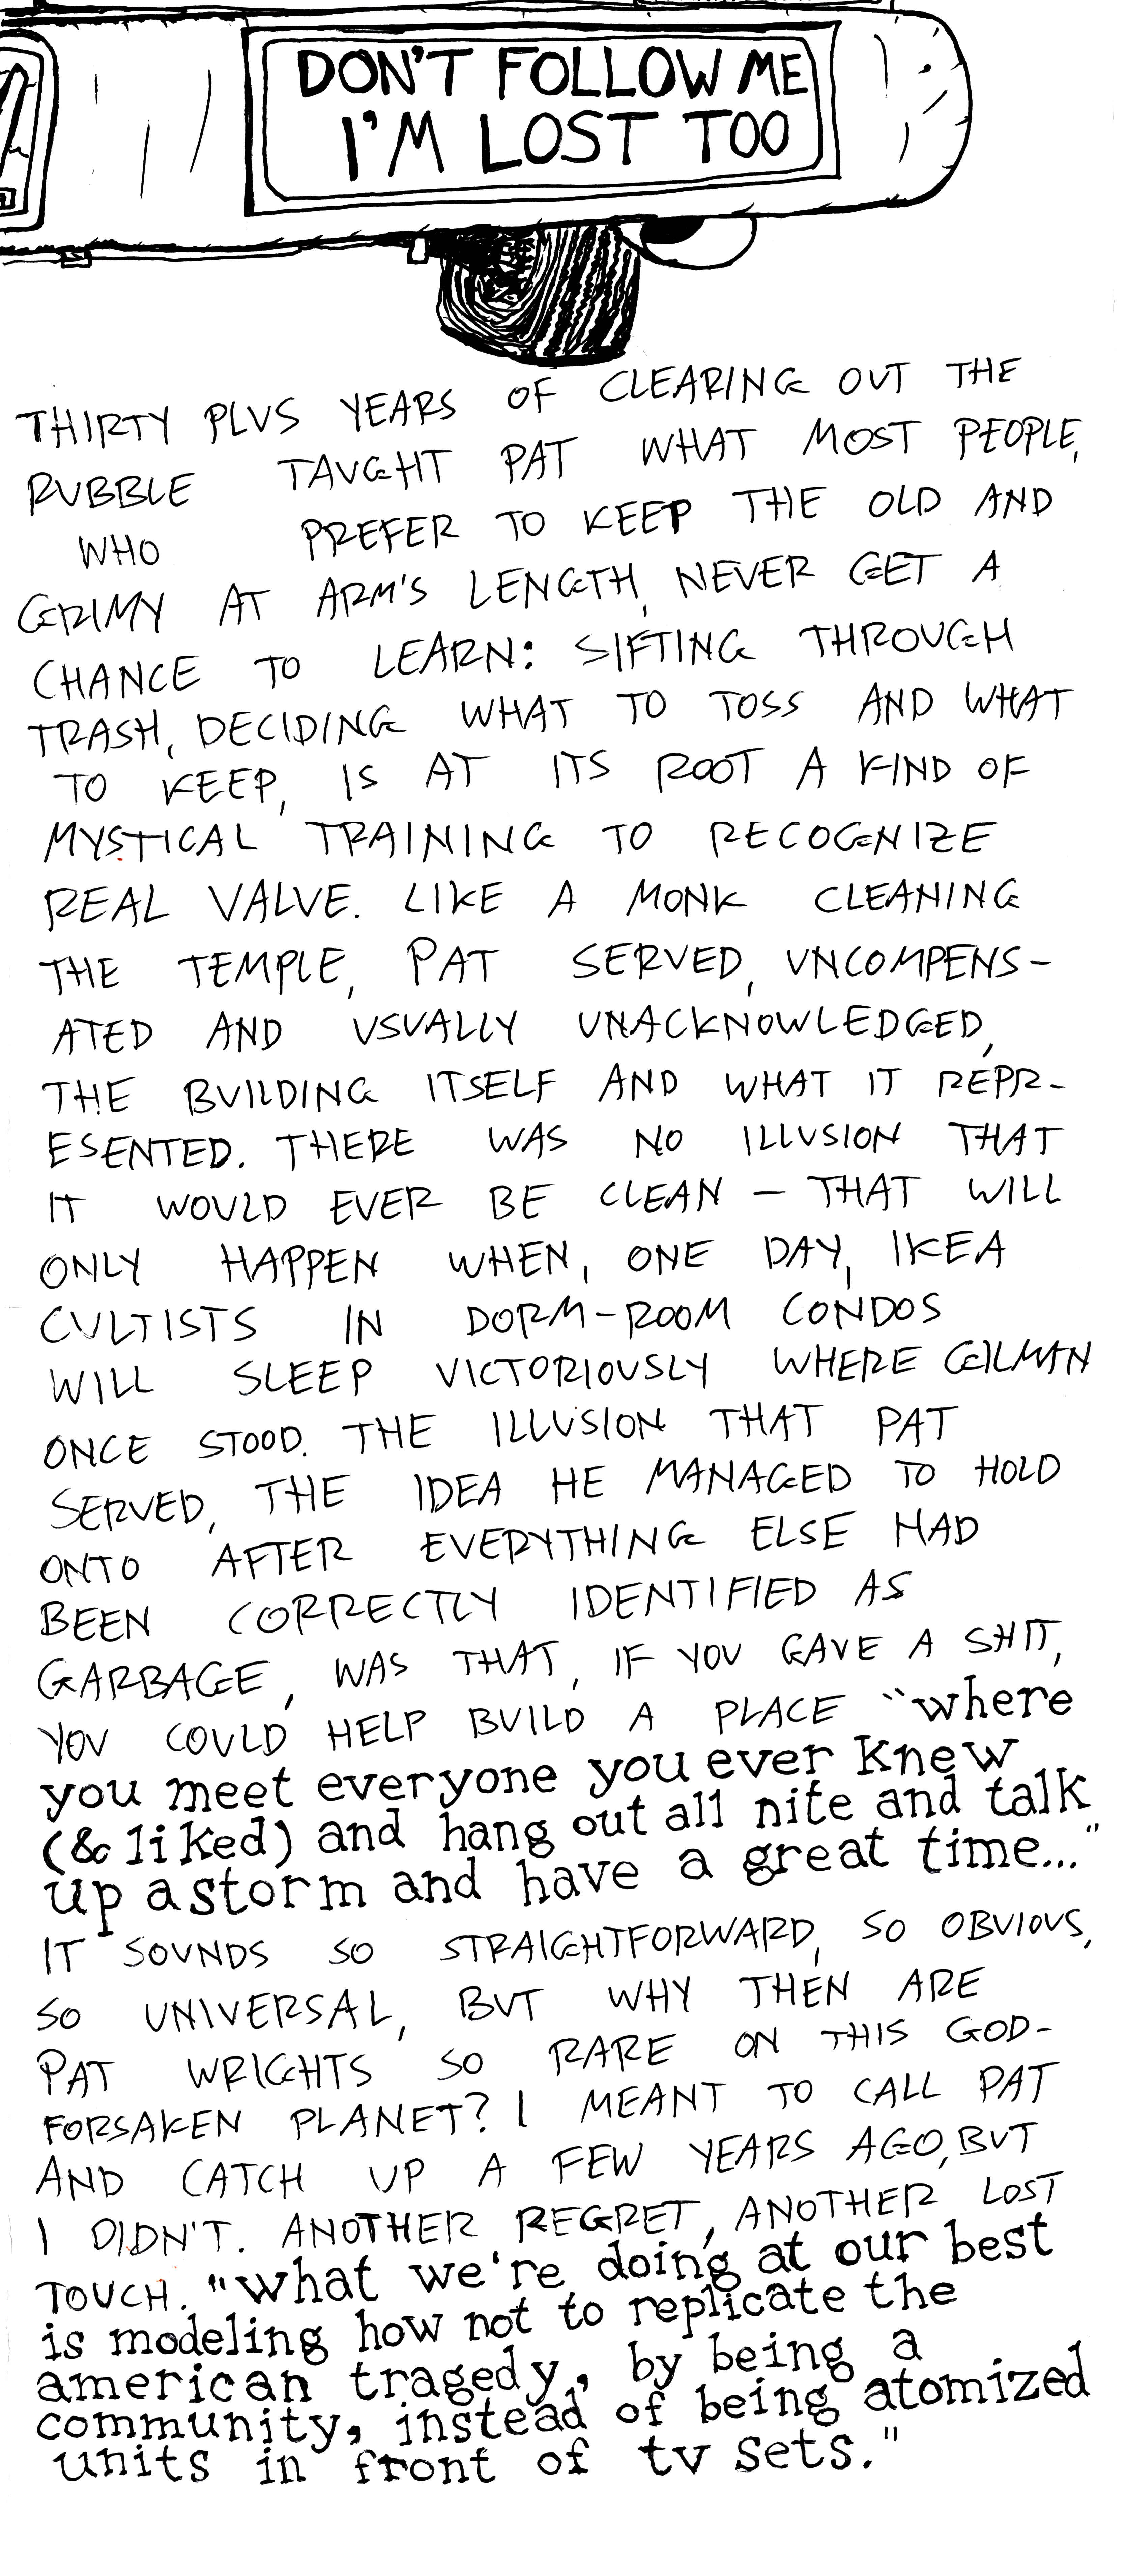 DON'T FOLLOW ME
I'M LOST TOO
THIRTY PLUS YEARS OF CLEARING OUT THE
RUBBLE TAUGHT PAT WHAT MOST PEOPLE,
WHO PREFER TO KEEP THE OLD AND
GRIMY AT ARM'S LENGTH, NEVER GET A
CHANCE TO LEARN: SIFTING THROUGH
TRASH, DECIDING WHAT TO TOSS AND WHAT
TO KEEP, IS AT ITS ROOT A KIND OF
MYSTICAL TRAINING TO RECOGNIZE
REAL VALUE. LIKE A MONK CLEANING
THE TEMPLE, PAT SERVED, UNCOMPENS-
ATED AND USUALLY UNACKNOWLEDGED,
THE BUILDING ITSELF AND WHAT IT REPR-
ESENTED. THERE WAS NO ILLUSION THAT
IT WOULD EVER BE CLEAN – THAT WILL
ONLY HAPPEN WHEN, ONE DAY, IKEA
CULTISTS IN DORM-ROOM CONDOS
WILL SLEEP VICTORIOUSLY WHERE GILMAN
ONCE STOOD. THE ILLUSION THAT PAT
SERVED, THE IDEA HE MANAGED TO HOLD
ONTO AFTER EVERYTHING ELSE HAD
BEEN CORRECTLY IDENTIFIED AS
GARBAGE, WAS THAT, IF YOU GAVE A SHIT,
YOU COULD HELP BUILD A PLACE "where
you meet everyone you ever knew
(& liked) and hang out all nite and talk
up a storm and have a great time..."
IT SOUNDS SO STRAIGHTFORWARD, SO OBVIOUS,
SO UNIVERSAL, BUT WHY THEN ARE
PAT WRIGHTS SO RARE ON THIS GOD-
FORSAKEN PLANET? I MEANT TO CALL PAT
AND CATCH UP A FEW YEARS AGO, BUT
I DIDN'T. ANOTHER REGRET, ANOTHER LOST
TOUCH. "what we're doing at our best
is modeling how not to replicate the
american tragedy, by being a
community, instead of being atomized
units in front of tv sets."